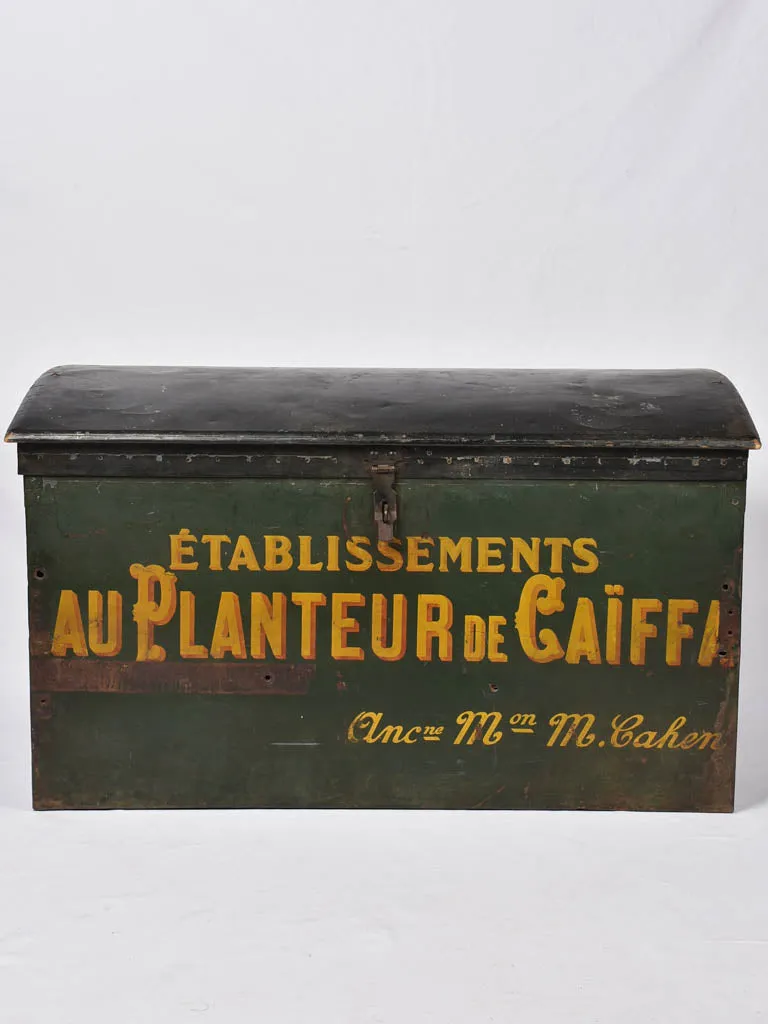 ÉTABLISSEMENTS
AU PLANTEUR DE CAÏFFA
Ancne Mon M. Cahen